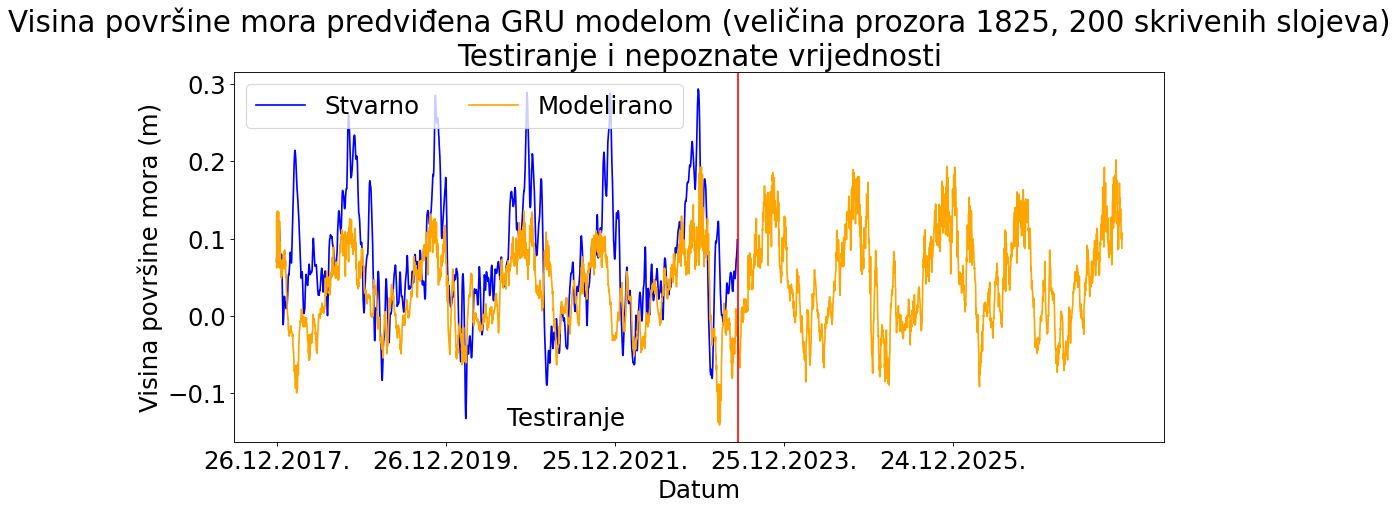 Visina površine mora predviđena GRU modelom (veličina prozora 1825, 200 skrivenih slojeva)
Testiranje i nepoznate vrijednosti
Stvarno Modelirano
Visina površine mora (m)
0.3
0.2
0.1
0.0
−0.1
Testiranje
26.12.2017. 26.12.2019. 25.12.2021. 25.12.2023. 24.12.2025.
Datum